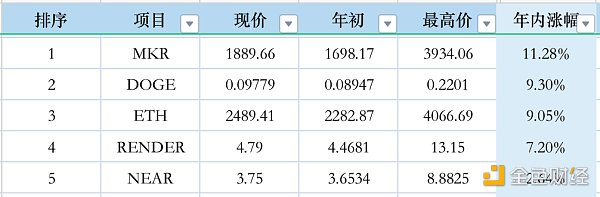 排序 项目 现价 年初 最高价 年内涨幅
1 MKR 1889.66 1698.17 3934.06 11.28%
2 DOGE 0.09779 0.08947 0.2201 9.30%
3 ETH 2489.41 2282.87 4066.69 9.05%
4 RENDER 4.79 4.4681 13.15 7.20%
5 NEAR 3.75 3.6534 8.8825
金色财经